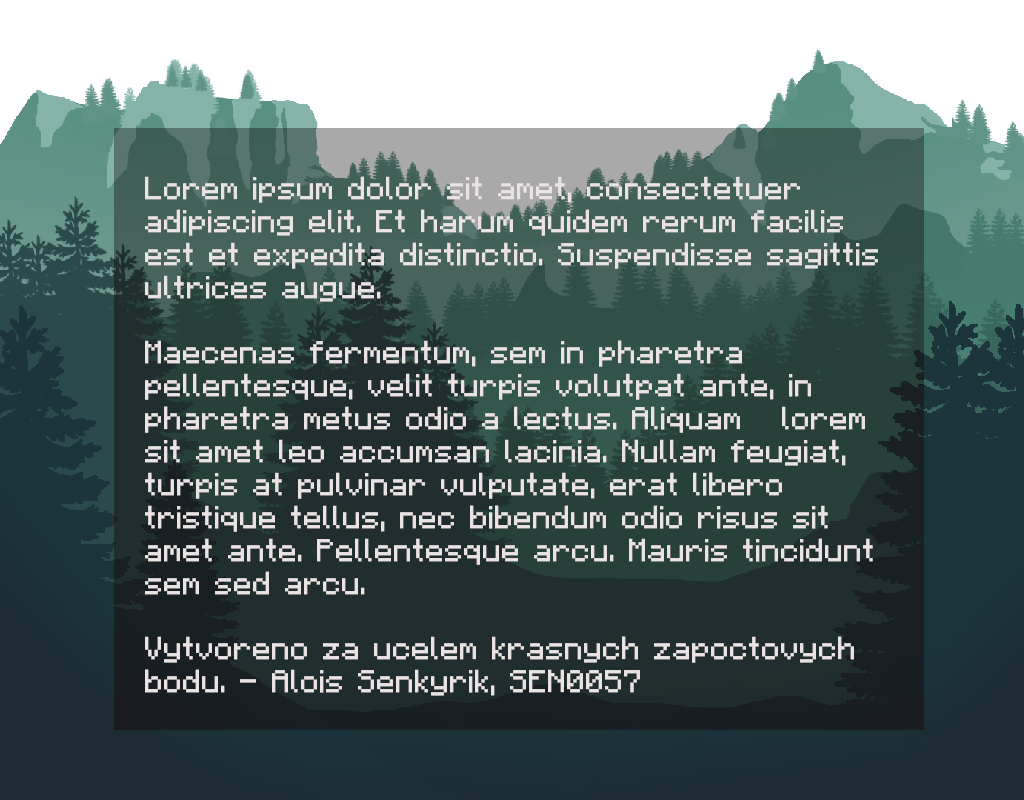 Lorem ipsum dolor sit amet, consectetuer
adipiscing elit. Et harum quidem rerum facilis
est et expedita distinctio. Suspendisse sagittis
ultrices augue.
Maecenas fermentum, sem in pharetra
pellentesque, velit turpis volutpat ante, in
pharetra metus odio a lectus. Aliquam   lorem
sit amet leo accumsan lacinia. Nullam feugiat,
turpis at pulvinar vulputate, erat libero
tristique tellus, nec bibendum odio risus sit
amet ante. Pellentesque arcu. Mauris tincidunt
sem sed arcu.
Vytvoreno za ucelem krasnych zapoctovych
bodu. - Alois Senkyrik, SEN0057